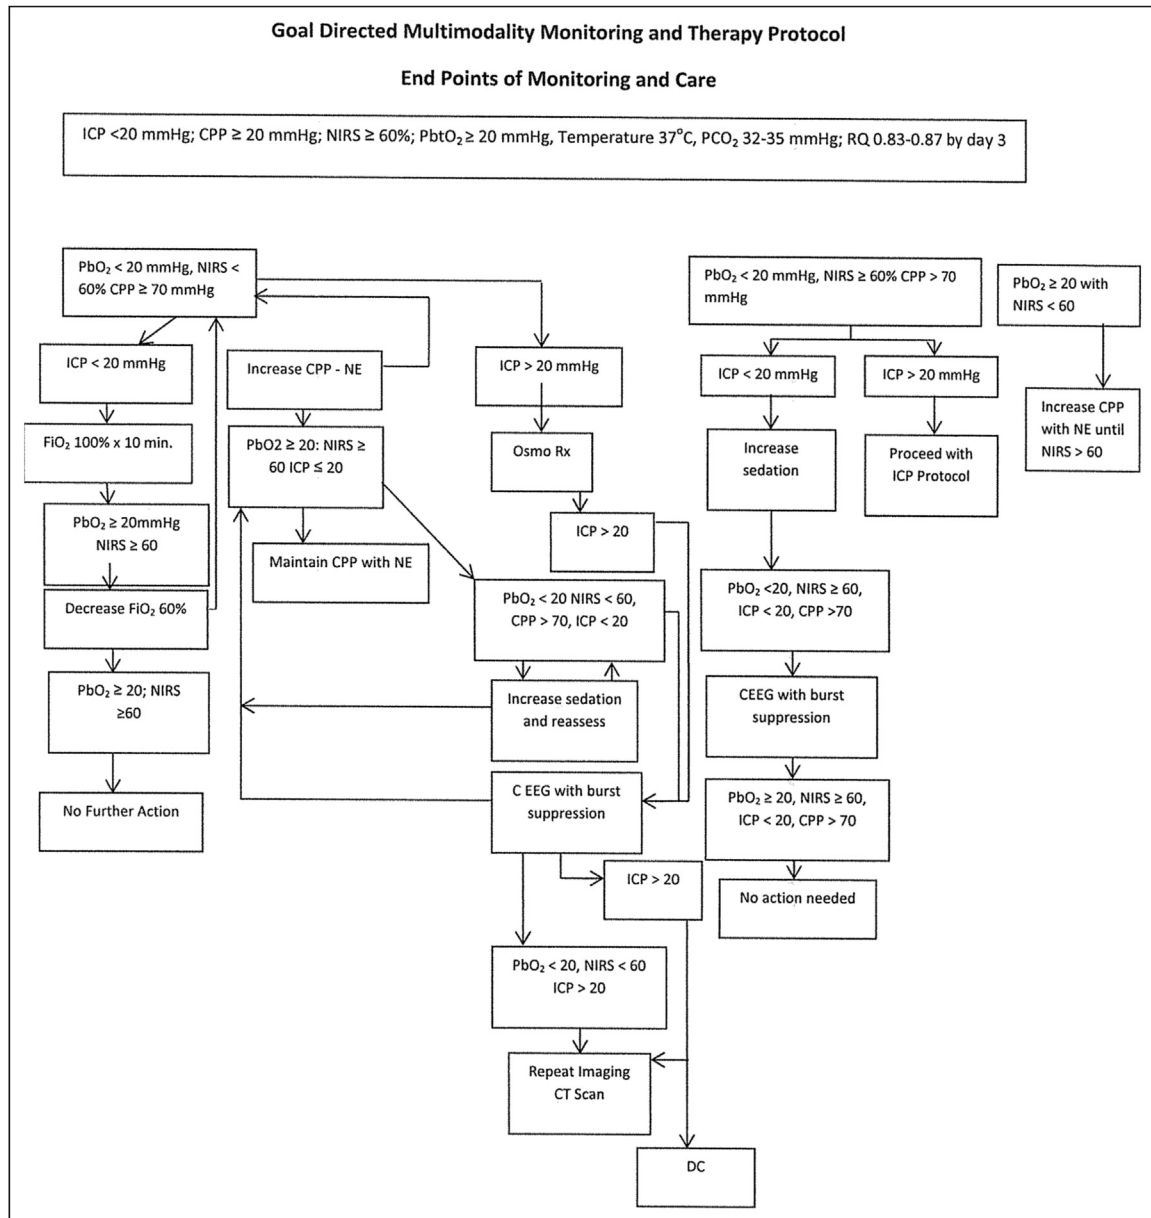 Goal Directed Multimodality Monitoring and Therapy Protocol
End Points of Monitoring and Care
ICP <20 mmHg; CPP ≥ 20 mmHg; NIRS ≥ 60%; PbtO₂ ≥ 20 mmHg, Temperature 37°C, PCO₂ 32-35 mmHg; RQ 0.83-0.87 by day 3
PbO₂ < 20 mmHg, NIRS <
60% CPP ≥ 70 mmHg
ICP < 20 mmHg
FiO₂ 100% x 10 min.
PbO₂ ≥ 20mmHg
NIRS ≥ 60
Decrease FiO₂ 60%
PbO₂ ≥ 20; NIRS
≥60
No Further Action
Increase CPP - NE
PbO2 ≥ 20: NIRS ≥
60 ICP ≤ 20
Maintain CPP with NE
ICP > 20 mmHg
Osmo Rx
ICP > 20
PbO₂ < 20 NIRS < 60,
CPP > 70, ICP < 20
Increase sedation
and reassess
C EEG with burst
suppression
ICP > 20
PbO₂ < 20, NIRS < 60
ICP > 20
Repeat Imaging
CT Scan
DC
PbO₂ < 20 mmHg, NIRS ≥ 60% CPP > 70
mmHg
ICP < 20 mmHg
Increase
sedation
PbO₂ <20, NIRS ≥ 60,
ICP < 20, CPP >70
CEEG with burst
suppression
PbO₂ ≥ 20, NIRS ≥ 60,
ICP < 20, CPP > 70
No action needed
ICP > 20 mmHg
Proceed with
ICP Protocol
PbO₂ ≥ 20 with
NIRS < 60
Increase CPP
with NE until
NIRS > 60